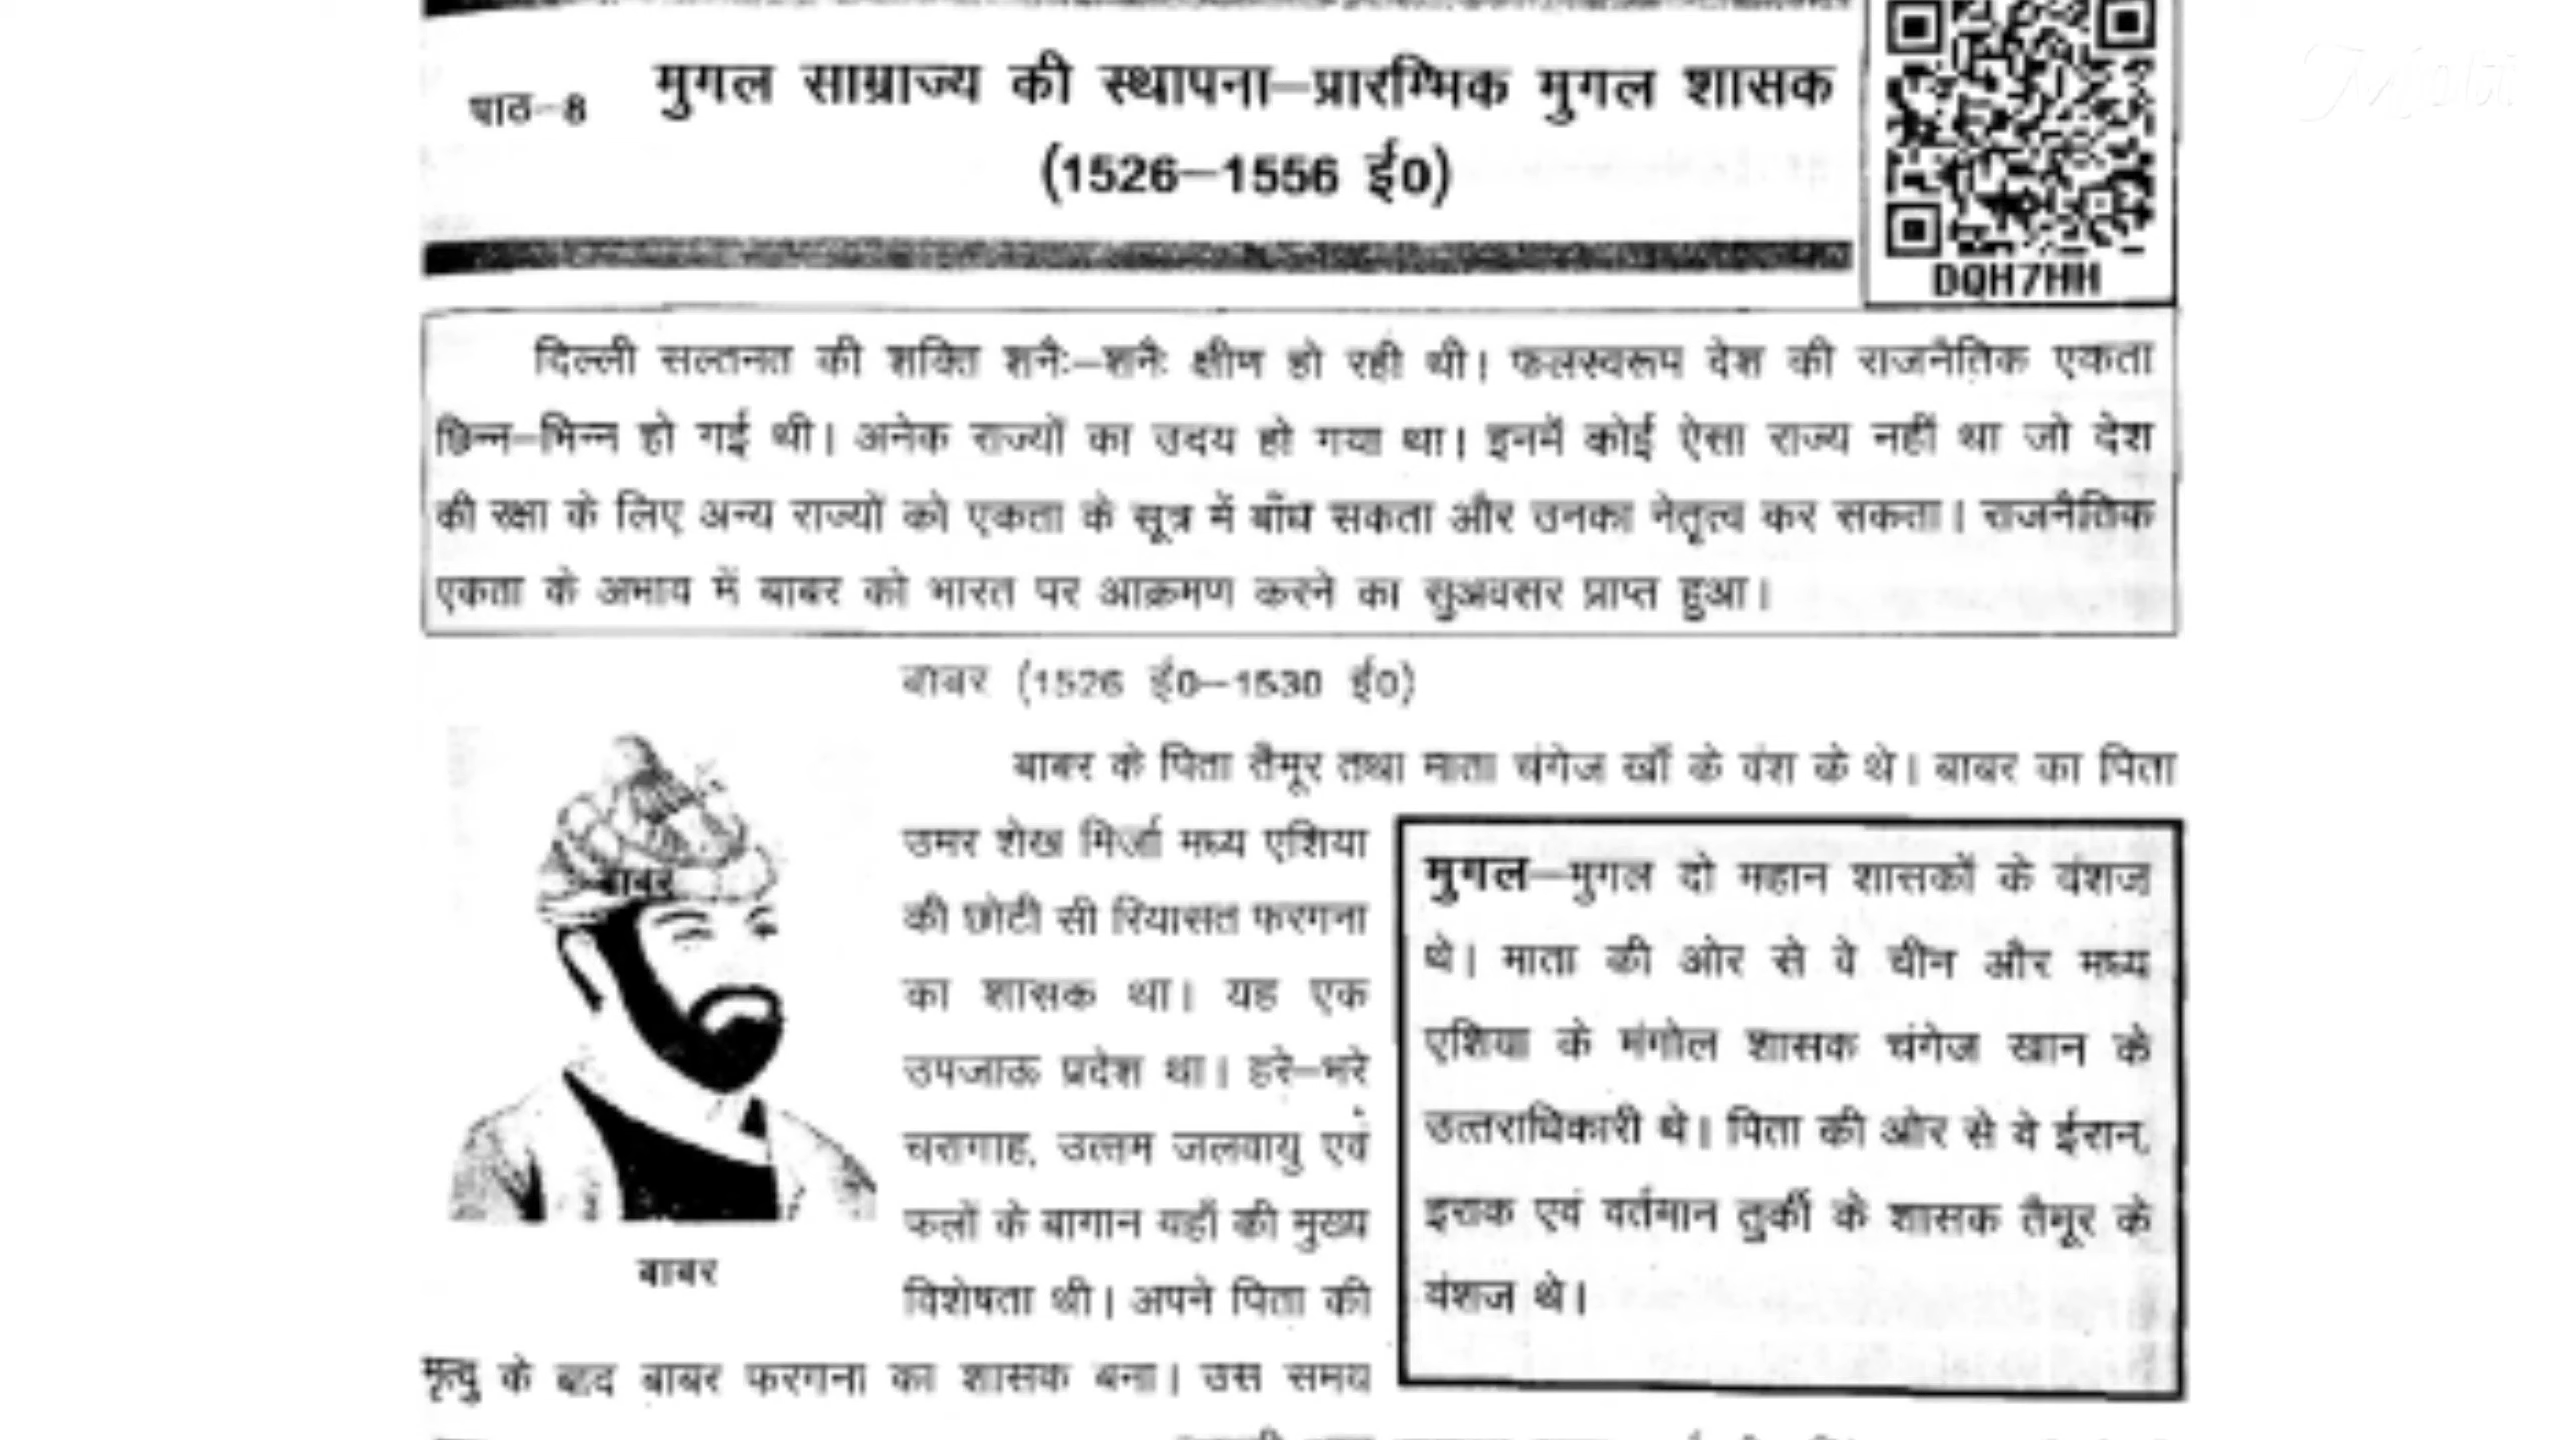 पाठ–8
मुगल साम्राज्य की स्थापना–प्रारम्भिक मुगल शासक
(1526–1556 ई0)
DQH7HH
दिल्ली सल्तनत की शक्ति शनैः–शनैः क्षीण हो रही थी। फलस्वरूप देश की राजनैतिक एकता
छिन्न–भिन्न हो गई थी। अनेक राज्यों का उदय हो गया था। इनमें कोई ऐसा राज्य नहीं था जो देश
की रक्षा के लिए अन्य राज्यों को एकता के सूत्र में बाँध सकता और उनका नेतृत्व कर सकता। राजनैतिक
एकता के अभाव में बाबर को भारत पर आक्रमण करने का सुअवसर प्राप्त हुआ।
बाबर (1526 ई0–1530 ई0)
बाबर के पिता तैमूर तथा माता चंगेज खाँ के वंश के थे। बाबर का पिता
उमर शेख मिर्जा मध्य एशिया
की छोटी सी रियासत फरगना
का शासक था। यह एक
उपजाऊ प्रदेश था। हरे–भरे
चरागाह, उत्तम जलवायु एवं
फलों के बागान यहाँ की मुख्य
विशेषता थी। अपने पिता की
मृत्यु के बाद बाबर फरगना का शासक बना। उस समय
बाबर
बाबर
मुगल–मुगल दो महान शासकों के वंशज
थे। माता की ओर से वे चीन और मध्य
एशिया के मंगोल शासक चंगेज खान के
उत्तराधिकारी थे। पिता की ओर से वे ईरान,
इराक एवं वर्तमान तुर्की के शासक तैमूर के
वंशज थे।